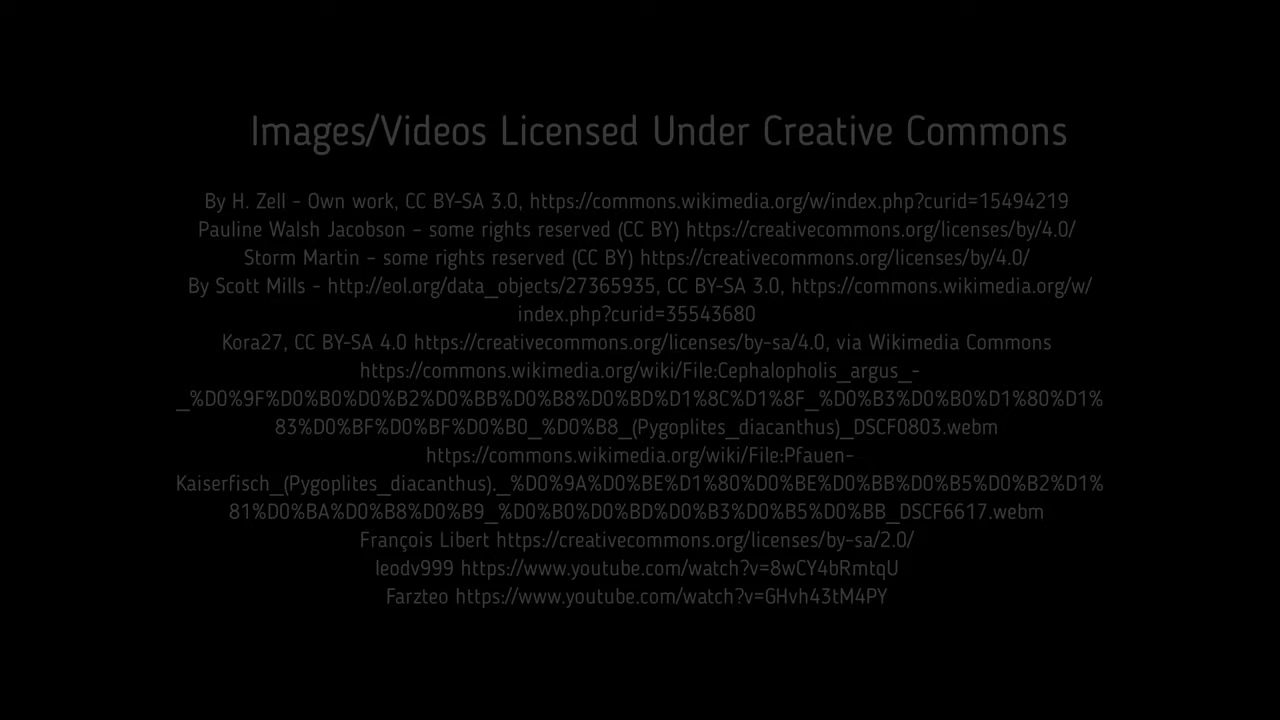 Images/Videos Licensed Under Creative Commons
By H. Zell - Own work, CC BY-SA 3.0, https://commons.wikimedia.org/w/index.php?curid=15494219
Pauline Walsh Jacobson – some rights reserved (CC BY) https://creativecommons.org/licenses/by/4.0/
Storm Martin – some rights reserved (CC BY) https://creativecommons.org/licenses/by/4.0/
By Scott Mills - http://eol.org/data_objects/27365935, CC BY-SA 3.0, https://commons.wikimedia.org/w/
index.php?curid=35543680
Kora27, CC BY-SA 4.0 https://creativecommons.org/licenses/by-sa/4.0, via Wikimedia Commons
https://commons.wikimedia.org/wiki/File:Cephalopholis_argus_-
_%D0%9F%D0%B0%D0%B2%D0%BB%D0%B8%D0%BD%D1%8C%D1%8F_%D0%B3%D0%B0%D1%80%D1%
83%D0%BF%D0%BF%D0%B0_%D0%B8_(Pygoplites_diacanthus)_DSCF0803.webm
https://commons.wikimedia.org/wiki/File:Pfauen-
Kaiserfisch_(Pygoplites_diacanthus)._%D0%9A%D0%BE%D1%80%D0%BE%D0%BB%D0%B5%D0%B2%D1%
81%D0%BA%D0%B8%D0%B9_%D0%B0%D0%BD%D0%B3%D0%B5%D0%BB_DSCF6617.webm
François Libert https://creativecommons.org/licenses/by-sa/2.0/
leodv999 https://www.youtube.com/watch?v=8wCY4bRmtqU
Farzteo https://www.youtube.com/watch?v=GHvh43tM4PY